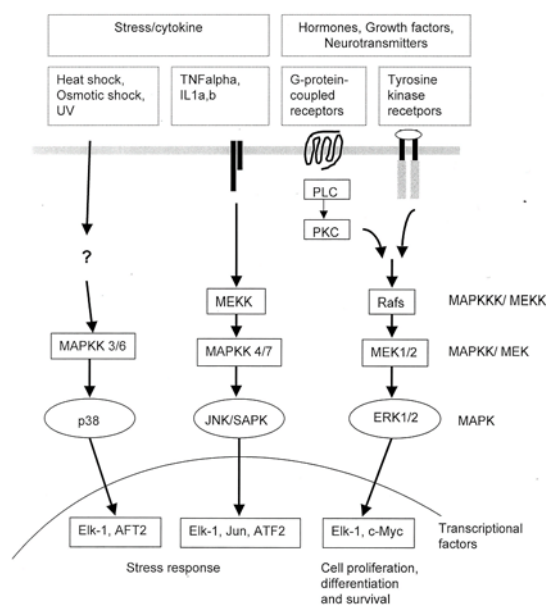 Stress/cytokine
Hormones, Growth factors,
Neurotransmitters
Heat shock,
Osmotic shock,
UV
TNFalpha,
IL1a,b
G-protein-
coupled
receptors
Tyrosine
kinase
recetpors
PLC
PKC
?
MEKK
Rafs
MAPKKK/ MEKK
MAPKK 3/6
MAPKK 4/7
MEK1/2
MAPKK/ MEK
p38
JNK/SAPK
ERK1/2
MAPK
Elk-1, AFT2
Elk-1, Jun, ATF2
Elk-1, c-Myc
Transcriptional
factors
Stress response
Cell proliferation,
differentiation
and survival